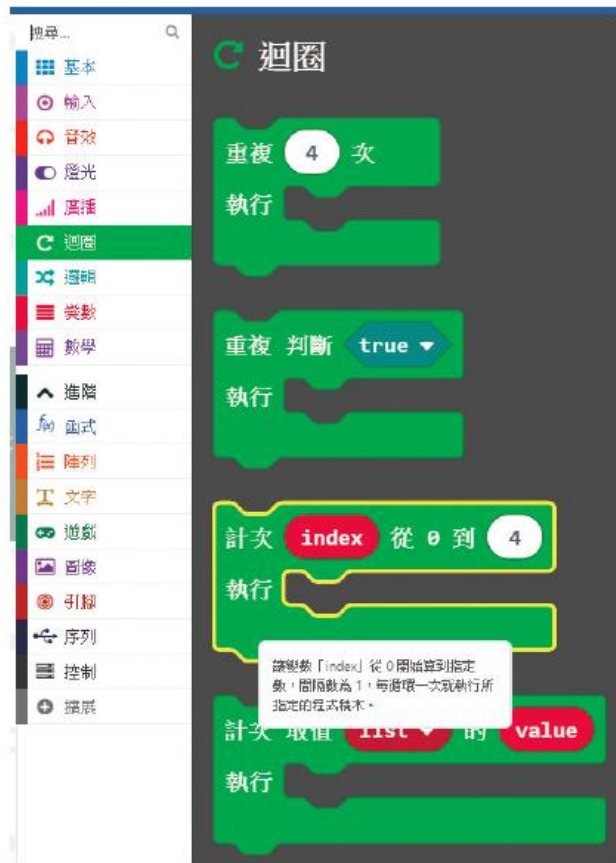 搜尋...
基本
輸入
音效
燈光
廣播
迴圈
邏輯
變數
數學
進階
函式
陣列
文字
遊戲
圖像
引腳
序列
控制
擴展
迴圈
重複 4 次
執行
重複 判斷 true
執行
計次 index 從 0 到 4
執行
讓變數「index」從 0 開始算到指定
數,間隔數為 1,每循環一次就執行所
指定的程式積木。
計次 取值 list 的 value
執行